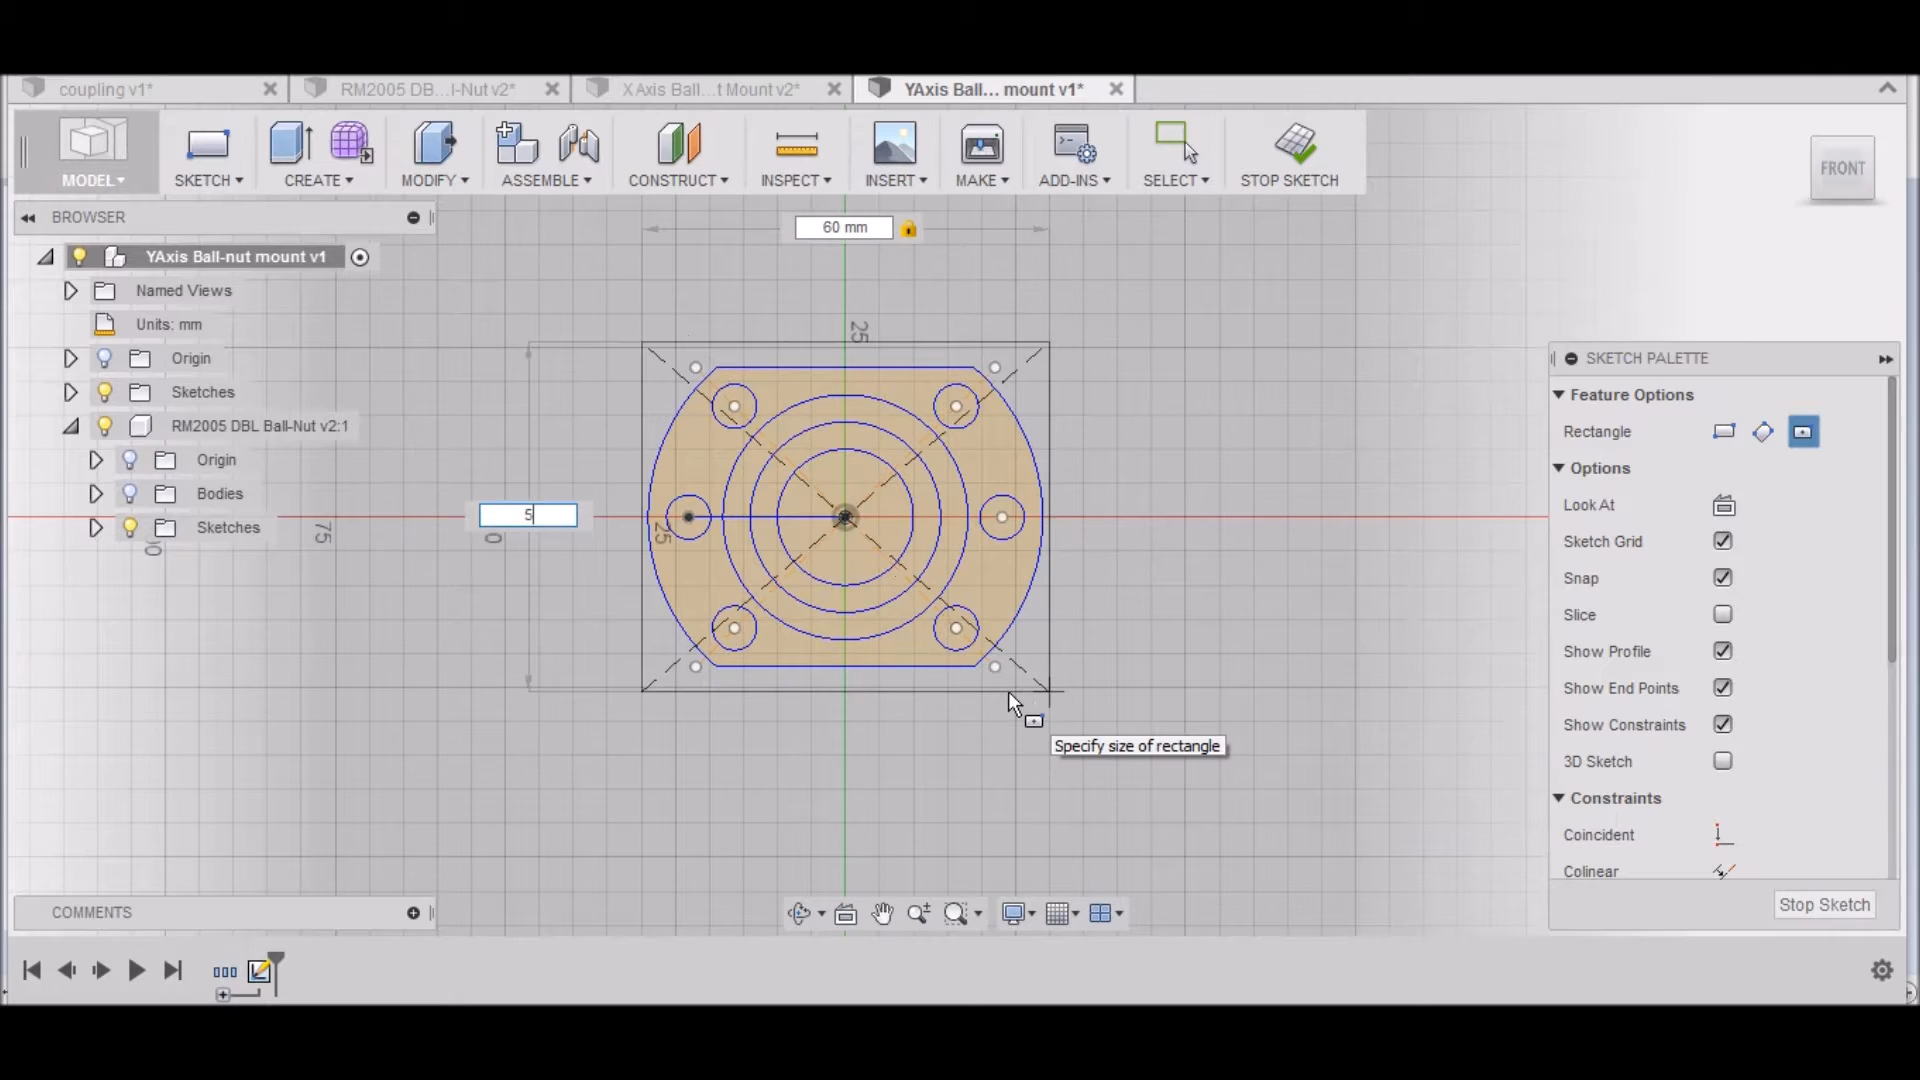 coupling v1*
RM2005 DB...l-Nut v2*
XAxis Ball...t Mount v2*
YAxis Ball... mount v1*
MODEL
SKETCH
CREATE
MODIFY
ASSEMBLE
CONSTRUCT
INSPECT
INSERT
MAKE
ADD-INS
SELECT
STOP SKETCH
FRONT
BROWSER
YAxis Ball-nut mount v1
Named Views
Units: mm
Origin
Sketches
RM2005 DBL Ball-Nut v2:1
Origin
Bodies
Sketches
60 mm
25
5
25
75
Specify size of rectangle
SKETCH PALETTE
Feature Options
Rectangle
Options
Look At
Sketch Grid
Snap
Slice
Show Profile
Show End Points
Show Constraints
3D Sketch
Constraints
Coincident
Colinear
Stop Sketch
COMMENTS